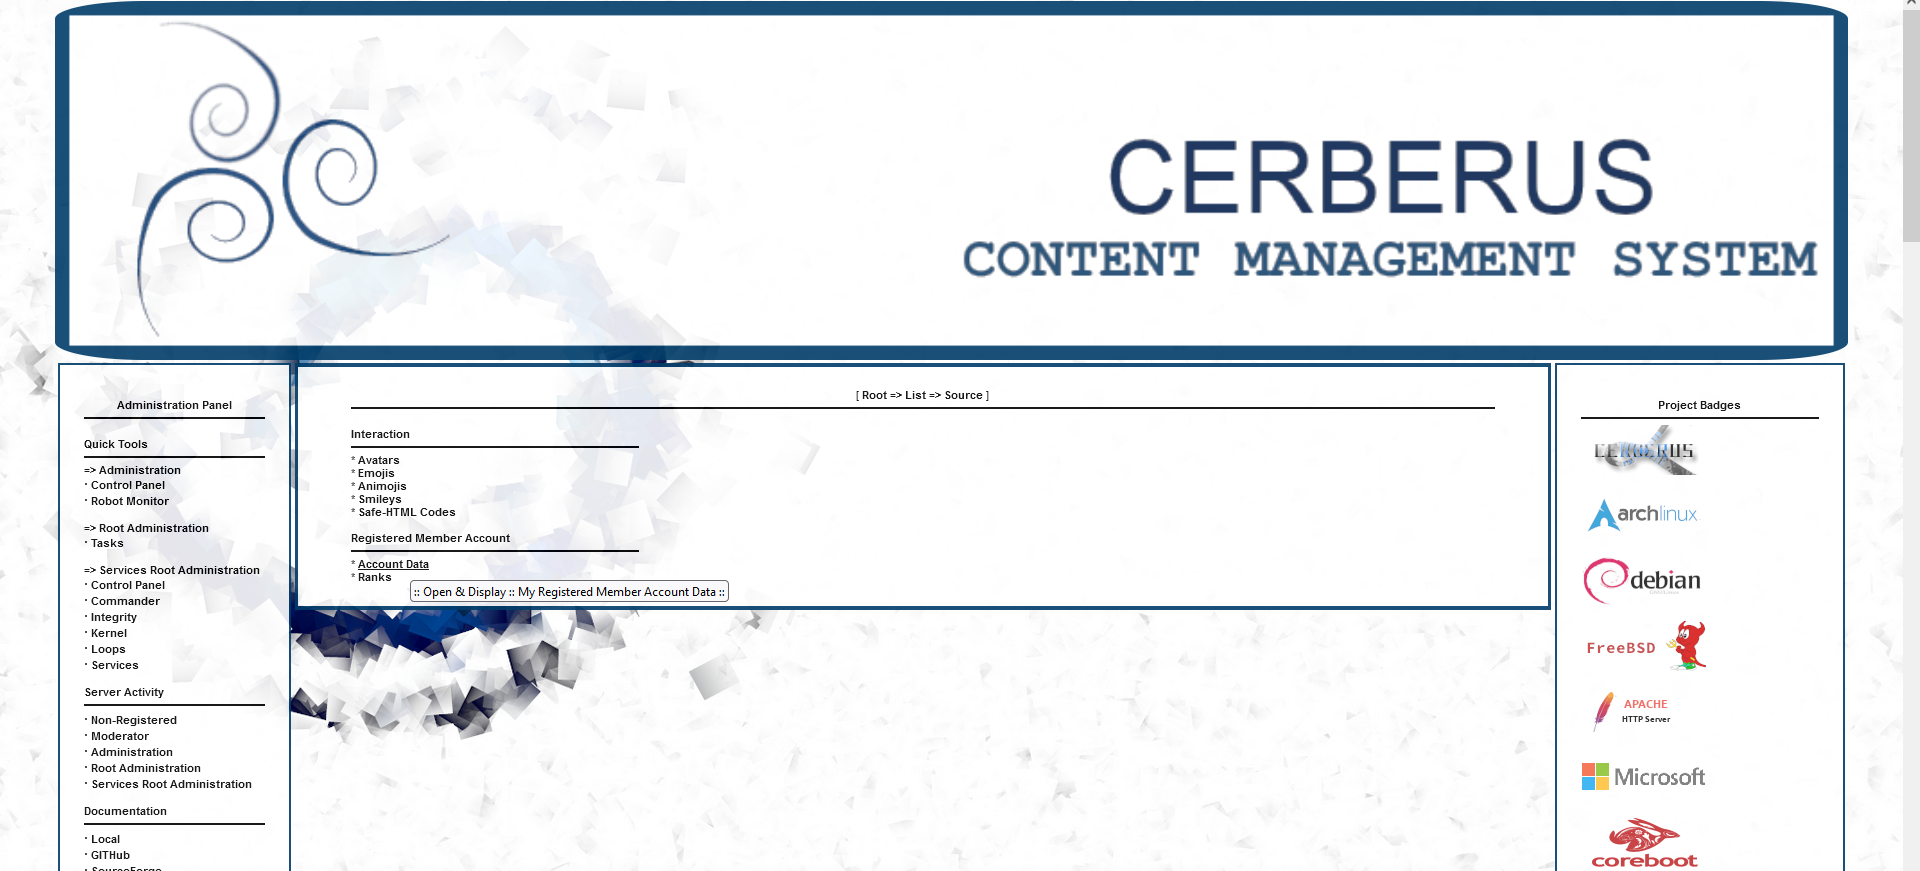 CERBERUS
CONTENT MANAGEMENT SYSTEM
Administration Panel
Quick Tools
=> Administration
· Control Panel
· Robot Monitor
=> Root Administration
· Tasks
=> Services Root Administration
· Control Panel
· Commander
· Integrity
· Kernel
· Loops
· Services
Server Activity
· Non-Registered
· Moderator
· Administration
· Root Administration
· Services Root Administration
Documentation
· Local
· GITHub
· SourceForge
[ Root => List => Source ]
Interaction
* Avatars
* Emojis
* Animojis
* Smileys
* Safe-HTML Codes
Registered Member Account
* Account Data
* Ranks
:: Open & Display :: My Registered Member Account Data ::
Project Badges
CERBERUS
archlinux
debian
FreeBSD
APACHE
HTTP Server
Microsoft
coreboot